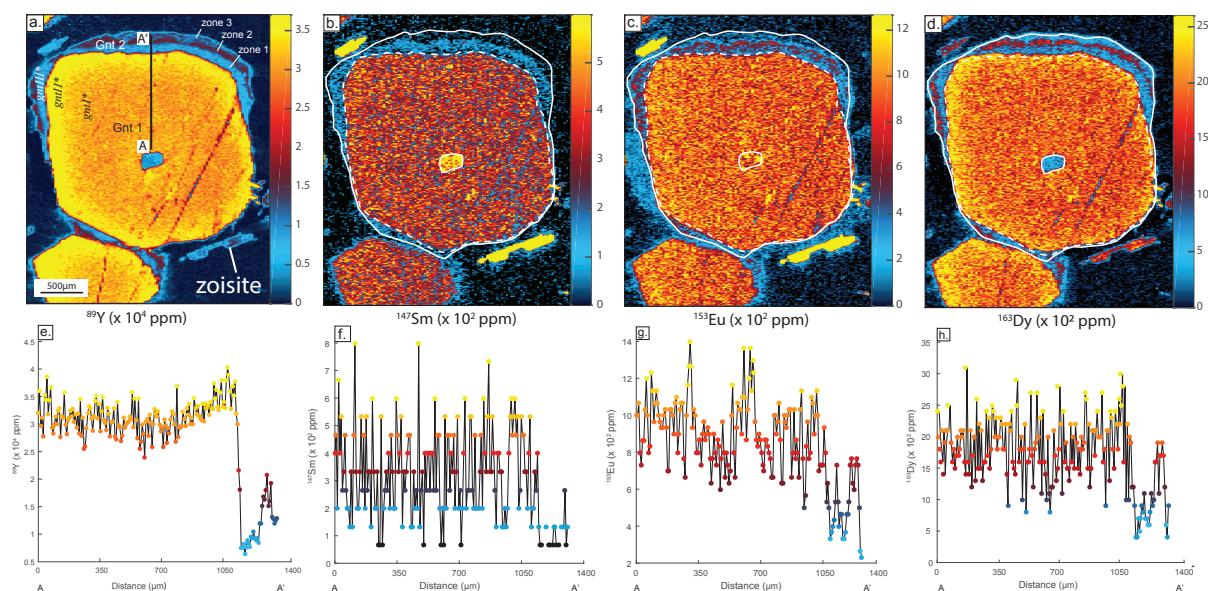 a.
zone 3
zone 2
zone 1
Gnt 2
A'
gntIII*
gntII*
gntI*
Gnt 1
A
zoisite
500µm
3.5
3
2.5
2
1.5
1
0.5
0
⁸⁹Y (x 10⁴ ppm)
b.
5
4
3
2
1
0
¹⁴⁷Sm (x 10² ppm)
c.
12
10
8
6
4
2
0
¹⁵³Eu (x 10² ppm)
d.
25
20
15
10
5
0
¹⁶³Dy (x 10² ppm)
e.
4.5
4
3.5
3
2.5
2
1.5
1
0.5
⁸⁹Y (x 10⁴ ppm)
0
350
700
1050
1400
Distance (µm)
A
A'
f.
8
7
6
5
4
3
2
1
0
¹⁴⁷Sm (x 10² ppm)
0
350
700
1050
1400
Distance (µm)
A
A'
g.
14
12
10
8
6
4
2
¹⁵³Eu (x 10² ppm)
0
350
700
1050
1400
Distance (µm)
A
A'
h.
35
30
25
20
15
10
5
0
¹⁶³Dy (x 10² ppm)
0
350
700
1050
1400
Distance (µm)
A
A'